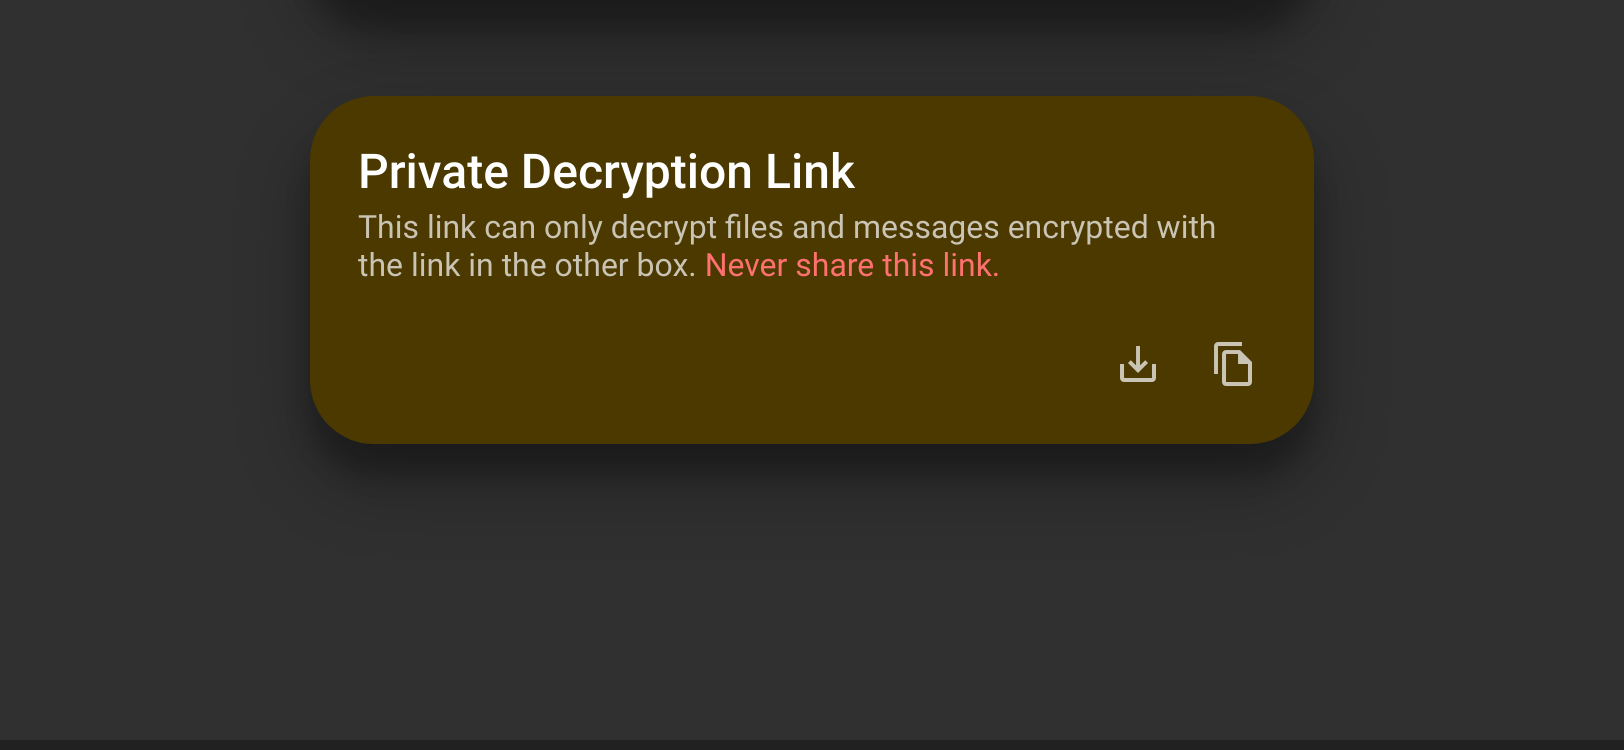 Private Decryption Link
This link can only decrypt files and messages encrypted with
the link in the other box. Never share this link.